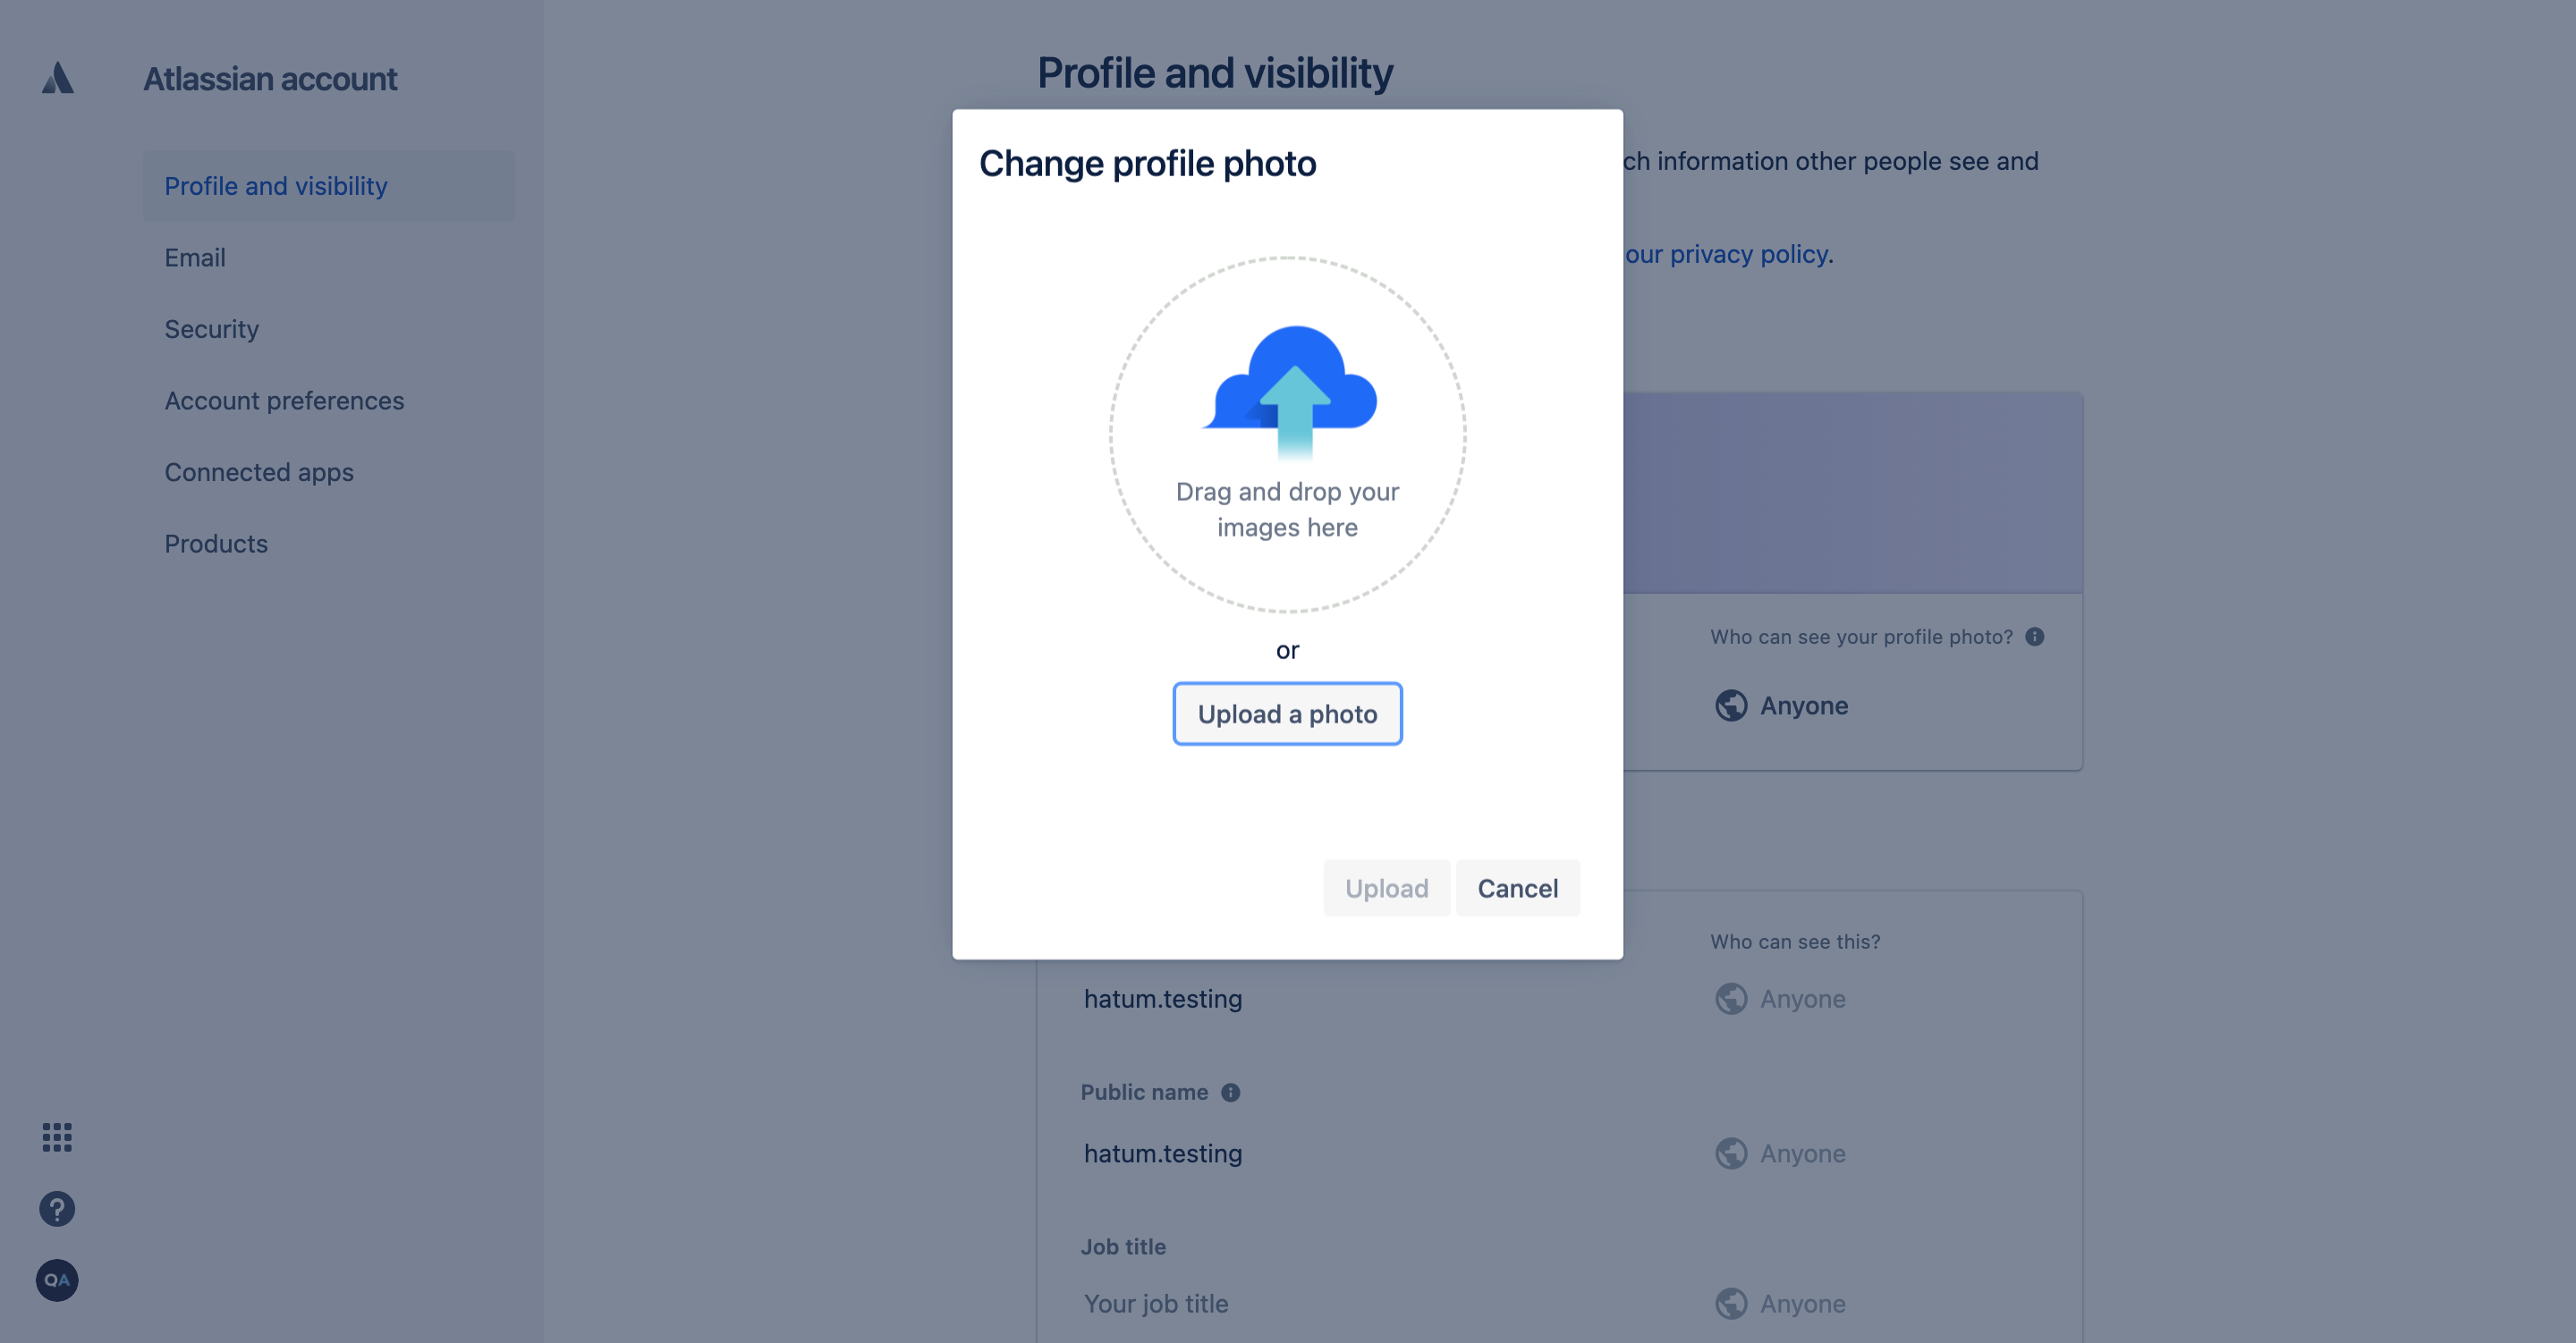 Atlassian account
Profile and visibility
Email
Security
Account preferences
Connected apps
Products
QA
Profile and visibility
ch information other people see and
our privacy policy.
Change profile photo
Drag and drop your
images here
or
Upload a photo
Upload
Cancel
Who can see your profile photo?
Anyone
Who can see this?
hatum.testing
Anyone
Public name
hatum.testing
Anyone
Job title
Your job title
Anyone